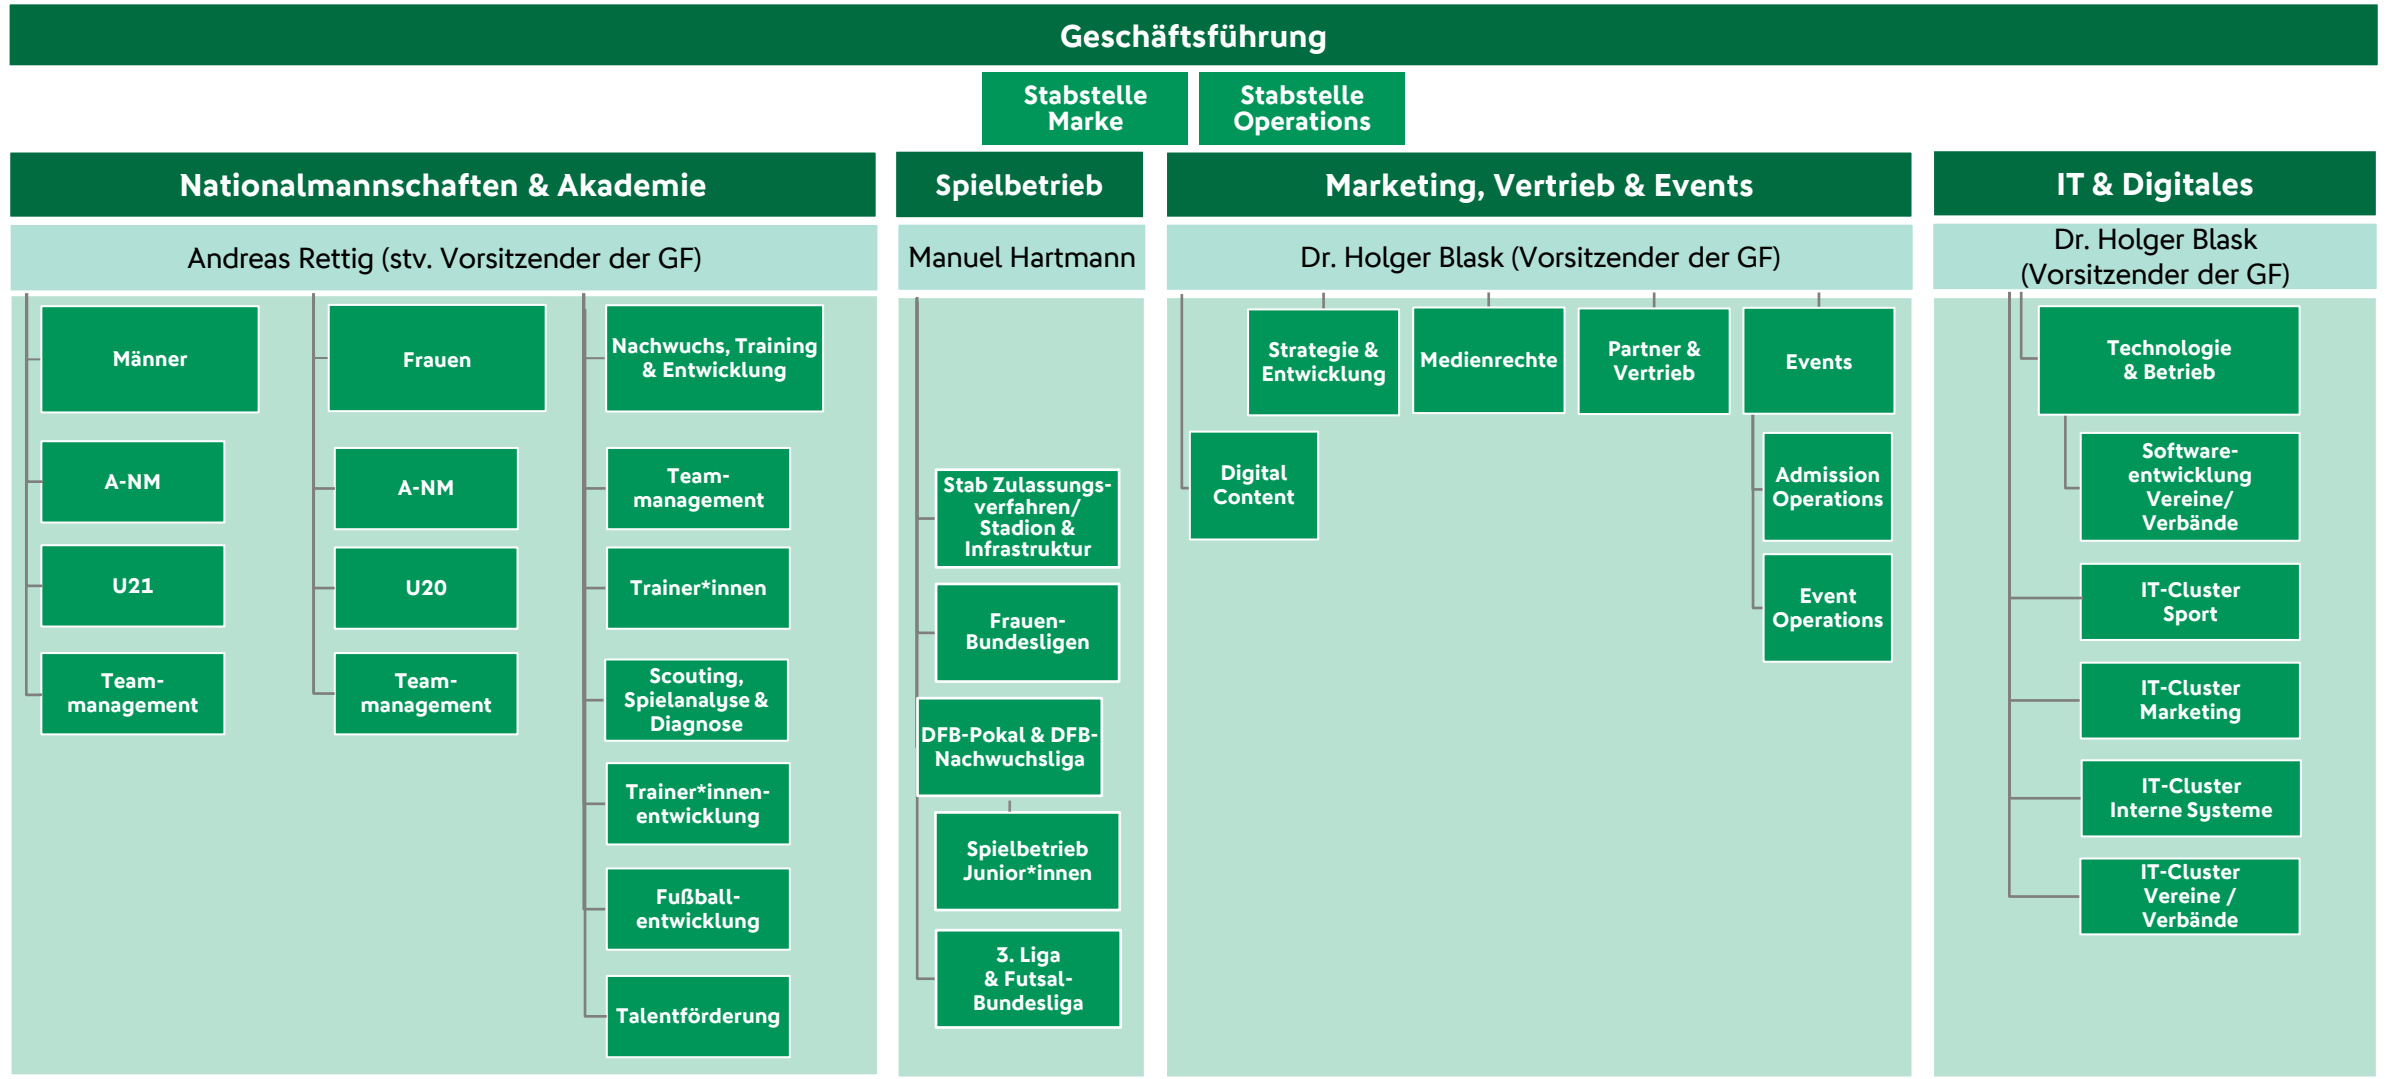 Geschäftsführung
Stabstelle
Marke
Stabstelle
Operations
Nationalmannschaften & Akademie
Andreas Rettig (stv. Vorsitzender der GF)
Männer
A-NM
U21
Team-
management
Frauen
A-NM
U20
Team-
management
Nachwuchs, Training
& Entwicklung
Team-
management
Trainer*innen
Scouting,
Spielanalyse &
Diagnose
Trainer*innen-
entwicklung
Fußball-
entwicklung
Talentförderung
Spielbetrieb
Manuel Hartmann
Stab Zulassungs-
verfahren/
Stadion &
Infrastruktur
Frauen-
Bundesligen
DFB-Pokal & DFB-
Nachwuchsliga
Spielbetrieb
Junior*innen
3. Liga
& Futsal-
Bundesliga
Marketing, Vertrieb & Events
Dr. Holger Blask (Vorsitzender der GF)
Digital
Content
Strategie &
Entwicklung
Medienrechte
Partner &
Vertrieb
Events
Admission
Operations
Event
Operations
IT & Digitales
Dr. Holger Blask
(Vorsitzender der GF)
Technologie
& Betrieb
Software-
entwicklung
Vereine/
Verbände
IT-Cluster
Sport
IT-Cluster
Marketing
IT-Cluster
Interne Systeme
IT-Cluster
Vereine /
Verbände